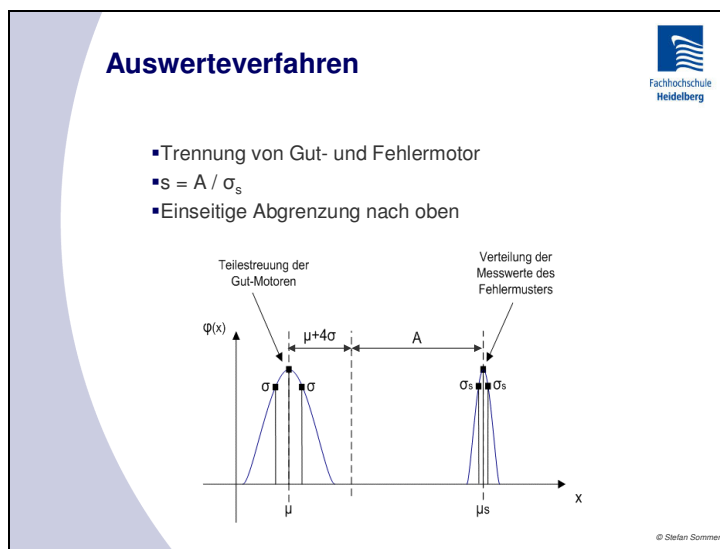 Auswerteverfahren
Fachhochschule
Heidelberg
▪Trennung von Gut- und Fehlermotor
▪s = A / σs
▪Einseitige Abgrenzung nach oben
Teilestreuung der
Gut-Motoren
Verteilung der
Messwerte des
Fehlermusters
φ(x)
μ+4σ
A
σ
σ
σs
σs
x
μ
μs
© Stefan Sommer